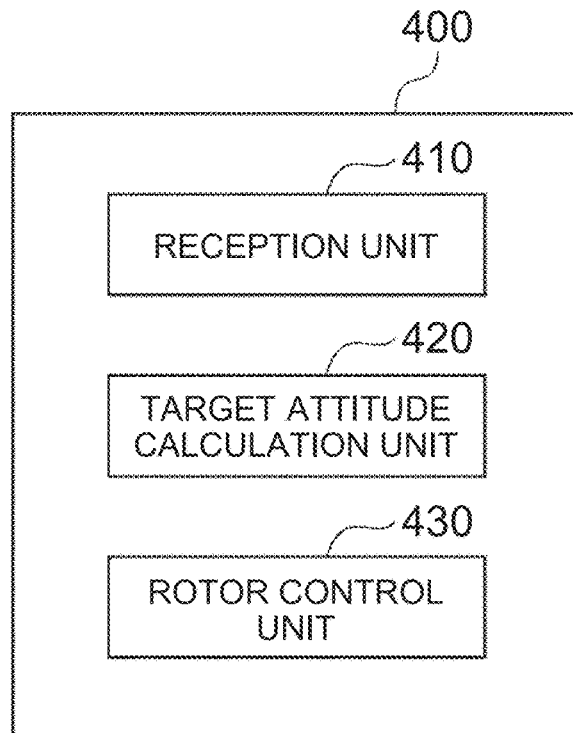 400
410
RECEPTION UNIT
420
TARGET ATTITUDE
CALCULATION UNIT
430
ROTOR CONTROL
UNIT